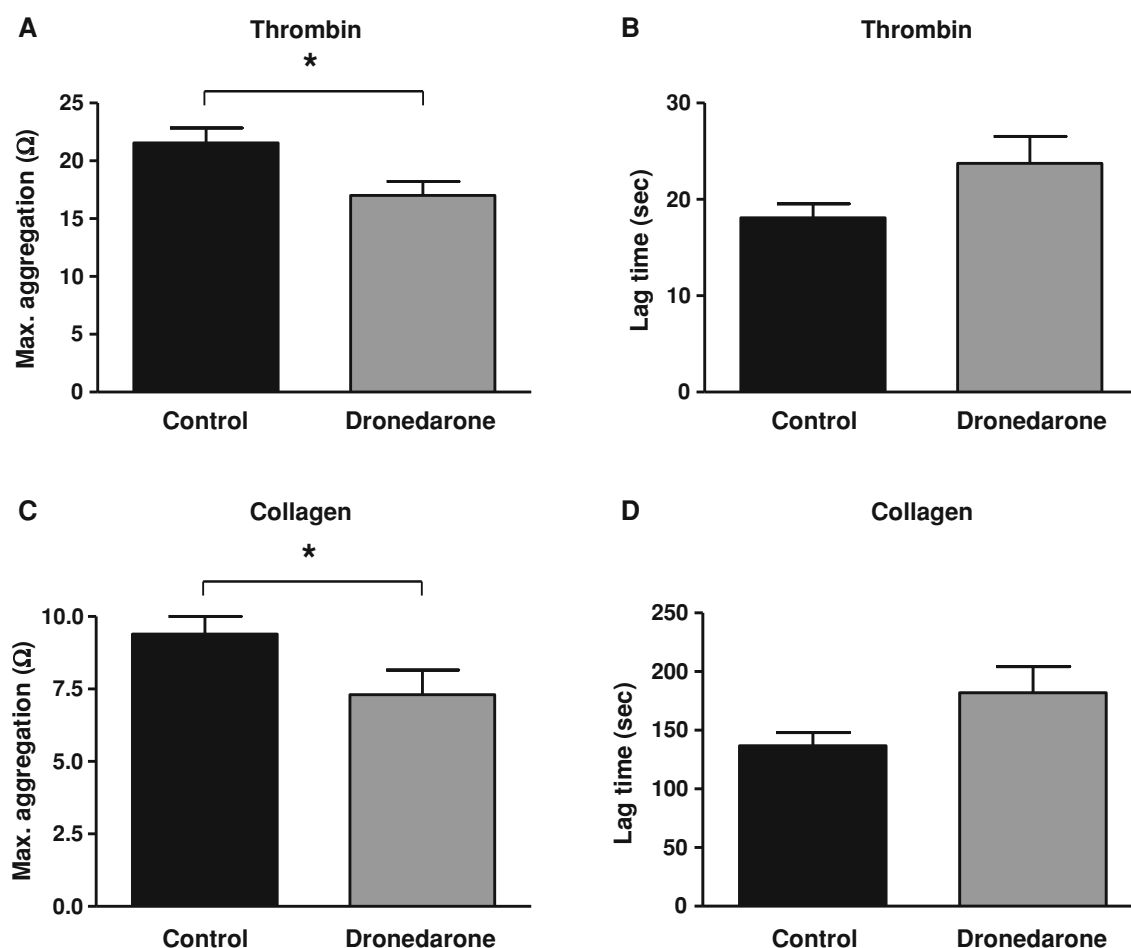 A
Thrombin
*
Max. aggregation (Ω)
25
20
15
10
5
0
Control
Dronedarone
B
Thrombin
Lag time (sec)
30
20
10
0
Control
Dronedarone
C
Collagen
*
Max. aggregation (Ω)
10.0
7.5
5.0
2.5
0.0
Control
Dronedarone
D
Collagen
Lag time (sec)
250
200
150
100
50
0
Control
Dronedarone